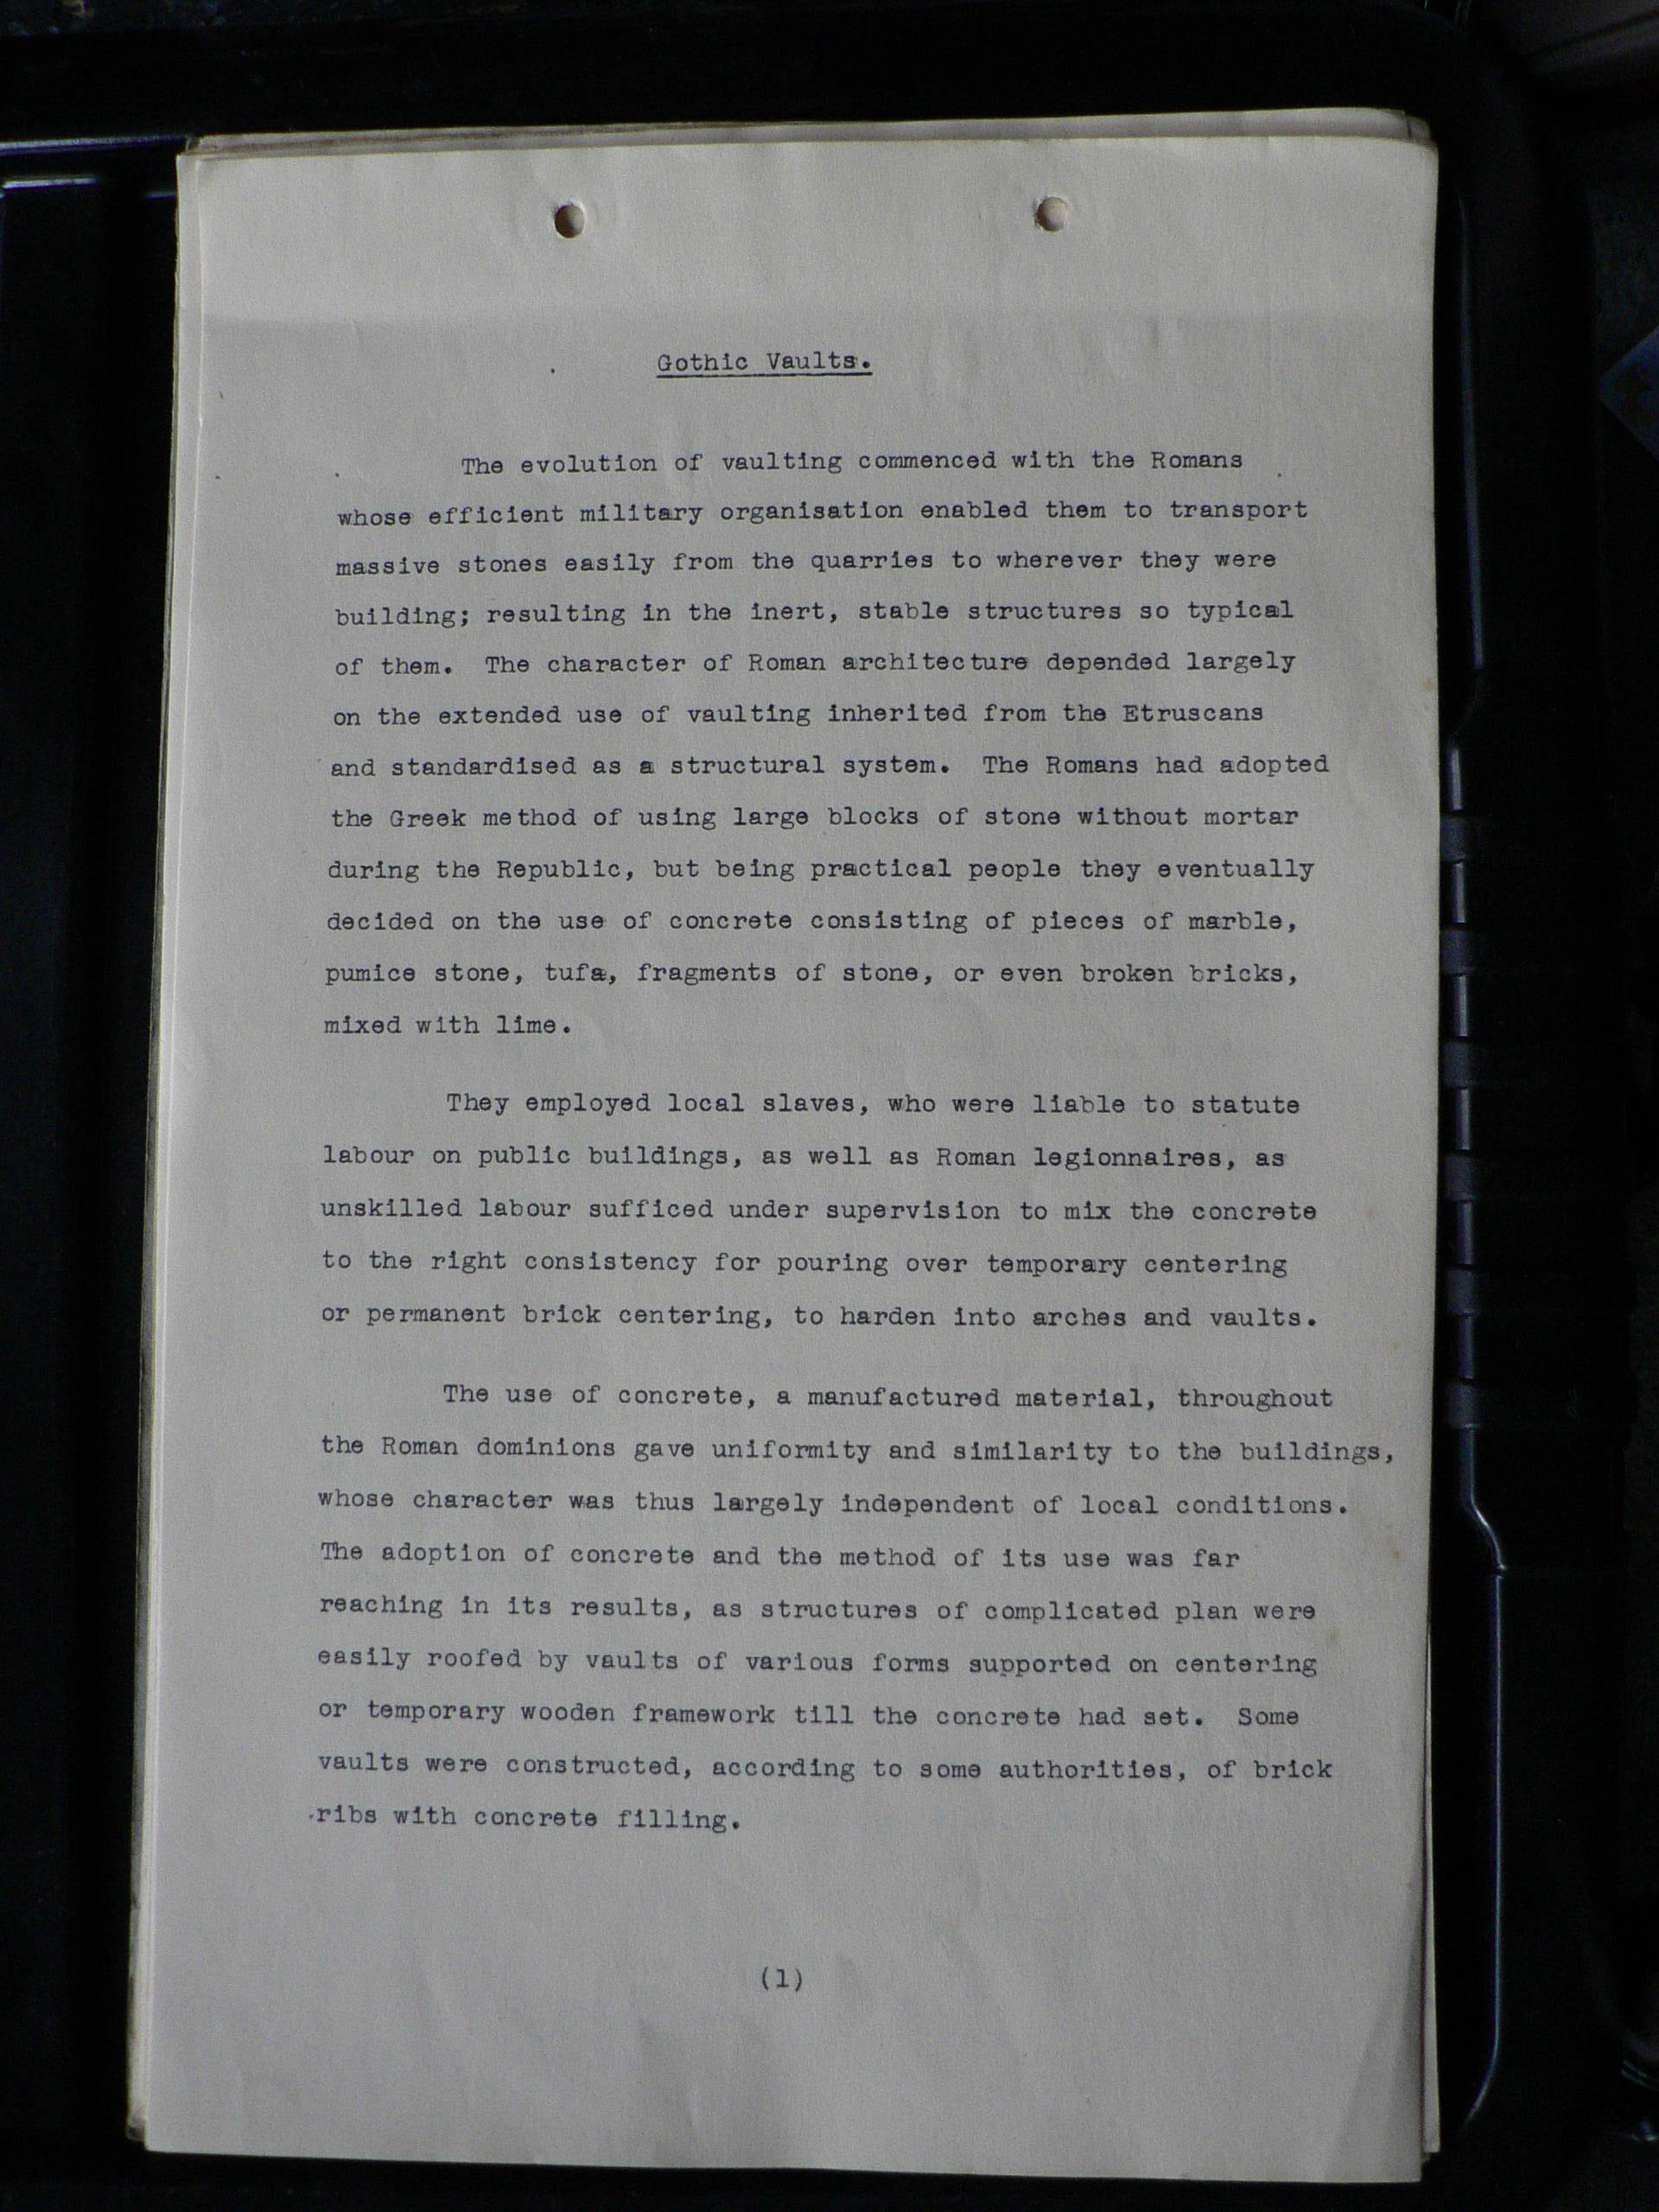 Gothic Vaults.
The evolution of vaulting commenced with the Romans
whose efficient military organisation enabled them to transport
massive stones easily from the quarries to wherever they were
building; resulting in the inert, stable structures so typical
of them. The character of Roman architecture depended largely
on the extended use of vaulting inherited from the Etruscans
and standardised as a structural system. The Romans had adopted
the Greek method of using large blocks of stone without mortar
during the Republic, but being practical people they eventually
decided on the use of concrete consisting of pieces of marble,
pumice stone, tufa, fragments of stone, or even broken bricks,
mixed with lime.
They employed local slaves, who were liable to statute
labour on public buildings, as well as Roman legionnaires, as
unskilled labour sufficed under supervision to mix the concrete
to the right consistency for pouring over temporary centering
or permanent brick centering, to harden into arches and vaults.
The use of concrete, a manufactured material, throughout
the Roman dominions gave uniformity and similarity to the buildings,
whose character was thus largely independent of local conditions.
The adoption of concrete and the method of its use was far
reaching in its results, as structures of complicated plan were
easily roofed by vaults of various forms supported on centering
or temporary wooden framework till the concrete had set. Some
vaults were constructed, according to some authorities, of brick
ribs with concrete filling.
(1)